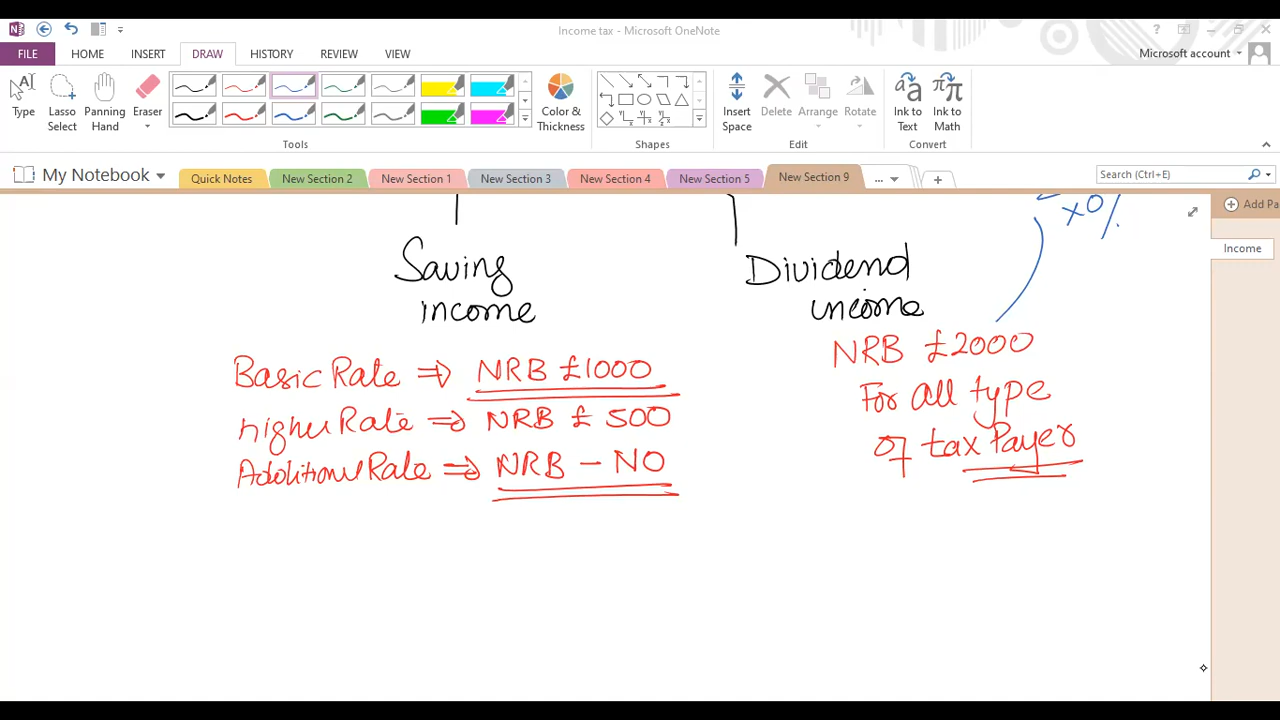 Income tax - Microsoft OneNote
Microsoft account
FILE HOME INSERT DRAW HISTORY REVIEW VIEW
Type
Lasso Select
Panning Hand
Eraser
Color & Thickness
Insert Space
Delete
Arrange
Rotate
Ink to Text
Ink to Math
Tools
Shapes
Edit
Convert
My Notebook
Quick Notes
New Section 2
New Section 1
New Section 3
New Section 4
New Section 5
New Section 9
...
Search (Ctrl+E)
Add Pa
Income
x0%
Saving
income
Dividend
income
Basic Rate ⇒ NRB £1000
higher Rate ⇒ NRB £ 500
Additional Rate ⇒ NRB - NO
NRB £2000
For all type
of tax Payer